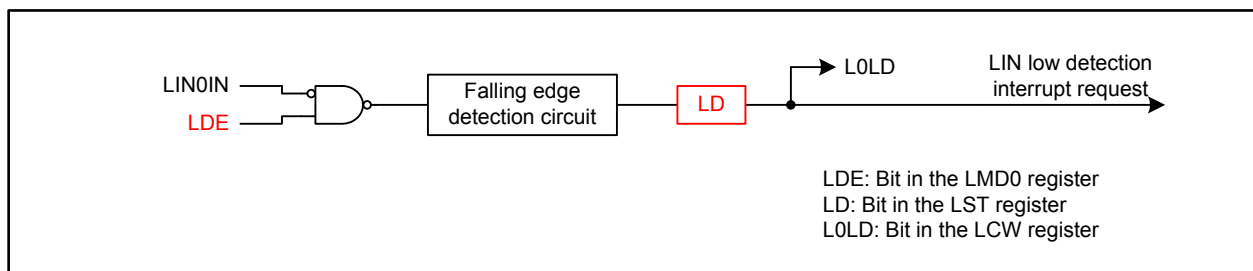 LIN0IN
LDE
Falling edge
detection circuit
LD
L0LD
LIN low detection
interrupt request
LDE: Bit in the LMD0 register
LD: Bit in the LST register
L0LD: Bit in the LCW register